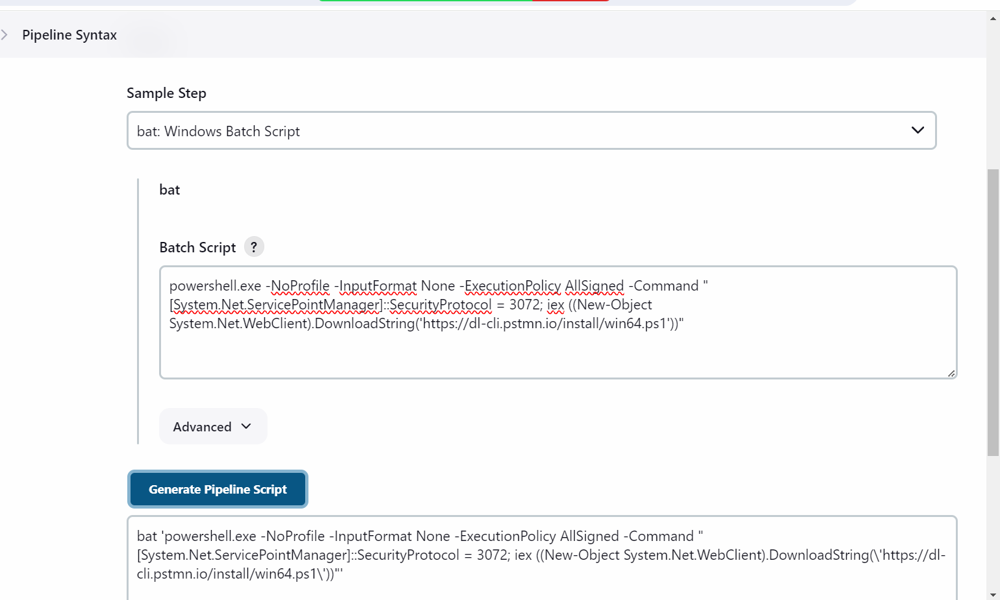 Pipeline Syntax
Sample Step
bat: Windows Batch Script
bat
Batch Script ?
powershell.exe -NoProfile -InputFormat None -ExecutionPolicy AllSigned -Command "
[System.Net.ServicePointManager]::SecurityProtocol = 3072; iex ((New-Object
System.Net.WebClient).DownloadString('https://dl-cli.pstmn.io/install/win64.ps1'))"
Advanced
Generate Pipeline Script
bat 'powershell.exe -NoProfile -InputFormat None -ExecutionPolicy AllSigned -Command "
[System.Net.ServicePointManager]::SecurityProtocol = 3072; iex ((New-Object System.Net.WebClient).DownloadString(\'https://dl-
cli.pstmn.io/install/win64.ps1\'))"'